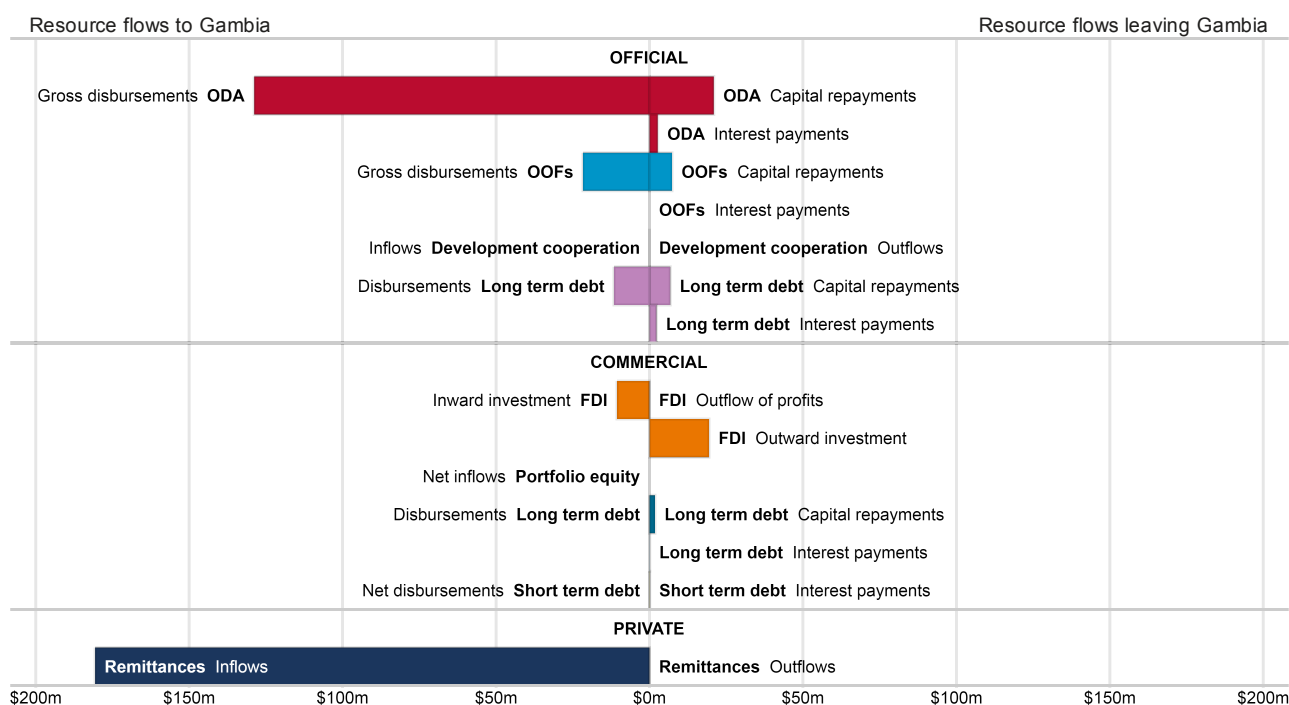 Resource flows to Gambia Resource flows leaving Gambia
OFFICIAL
Gross disbursements ODA ODA Capital repayments
ODA Interest payments
Gross disbursements OOFs OOFs Capital repayments
OOFs Interest payments
Inflows Development cooperation Development cooperation Outflows
Disbursements Long term debt Long term debt Capital repayments
Long term debt Interest payments
COMMERCIAL
Inward investment FDI FDI Outflow of profits
FDI Outward investment
Net inflows Portfolio equity
Disbursements Long term debt Long term debt Capital repayments
Long term debt Interest payments
Net disbursements Short term debt Short term debt Interest payments
PRIVATE
Remittances Inflows Remittances Outflows
$200m $150m $100m $50m $0m $50m $100m $150m $200m